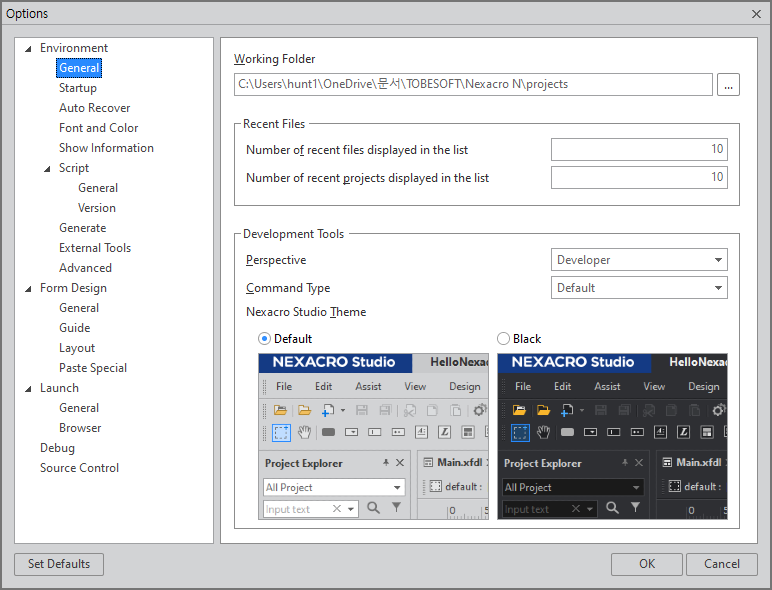 Options
Environment
General
Startup
Auto Recover
Font and Color
Show Information
Script
General
Version
Generate
External Tools
Advanced
Form Design
General
Guide
Layout
Paste Special
Launch
General
Browser
Debug
Source Control
Working Folder
C:\Users\hunt1\OneDrive\문서\TOBESOFT\Nexacro N\projects
...
Recent Files
Number of recent files displayed in the list 10
Number of recent projects displayed in the list 10
Development Tools
Perspective Developer
Command Type Default
Nexacro Studio Theme
Default
NEXACRO Studio HelloNexac
File Edit Assist View Design
Project Explorer Main.xfdl
All Project default :
Input text 0
Black
NEXACRO Studio HelloNexa
File Edit Assist View Design
Project Explorer Main.xfdl
All Project default :
Input text 0
Set Defaults OK Cancel